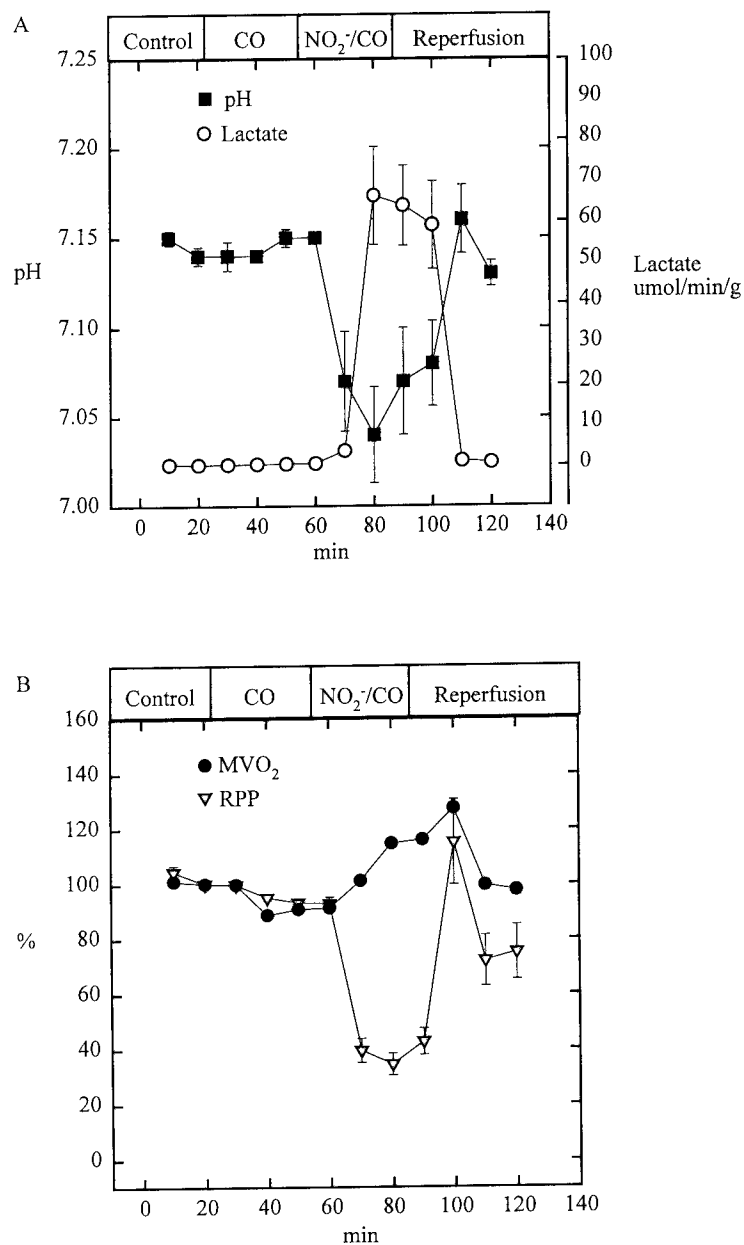 A
Control CO NO₂⁻/CO Reperfusion
7.25
7.20
7.15
7.10
7.05
7.00
pH
pH
Lactate
100
90
80
70
60
50
40
30
20
10
0
Lactate
umol/min/g
0 20 40 60 80 100 120 140
min
B
Control CO NO₂⁻/CO Reperfusion
160
140
120
100
80
60
40
20
0
%
MVO₂
RPP
0 20 40 60 80 100 120 140
min